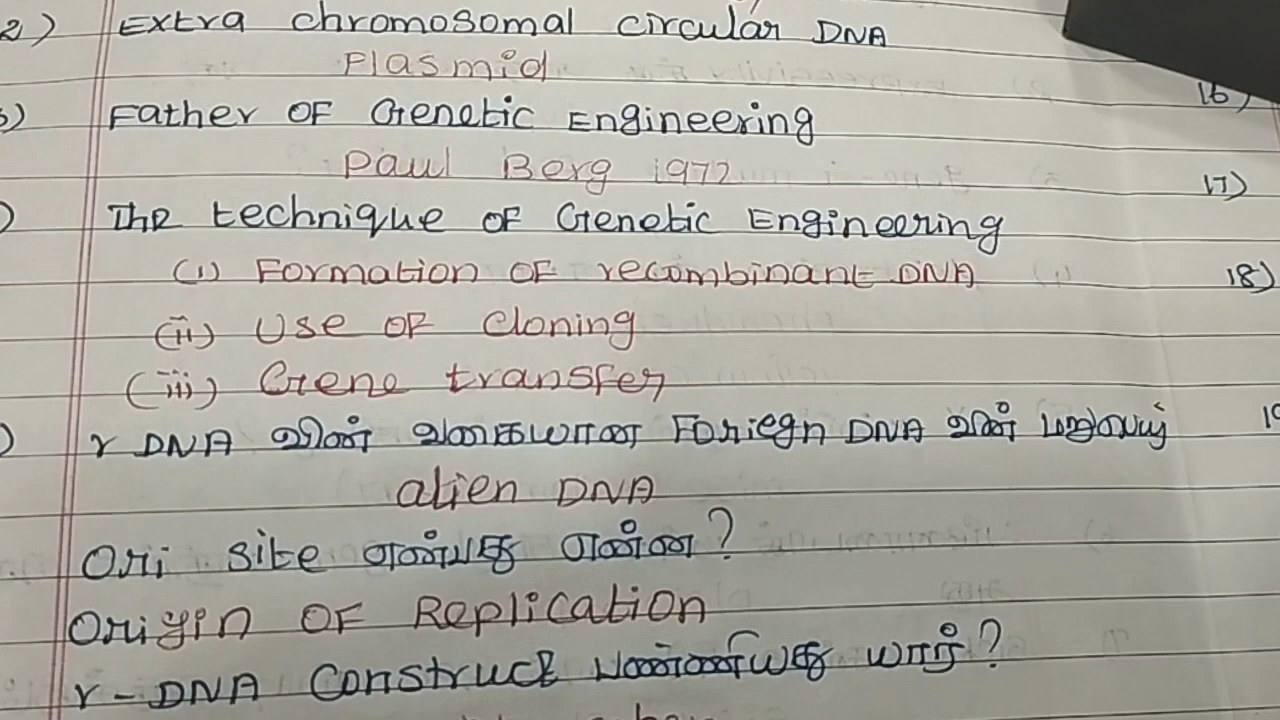 2) Extra chromosomal circular DNA
Plasmid
16)
3) Father OF Genetic Engineering
Paul Berg 1972
17)
) The technique OF Genetic Engineering
(i) Formation OF recombinant DNA
18)
(ii) Use OF Cloning
(iii) Gene transfer
) r DNA வின் வகையான Foriegn DNA வின்
alien DNA
Ori Site என்பது என்ன?
Origin OF Replication
r-DNA Construct பண்ணியது யார்?